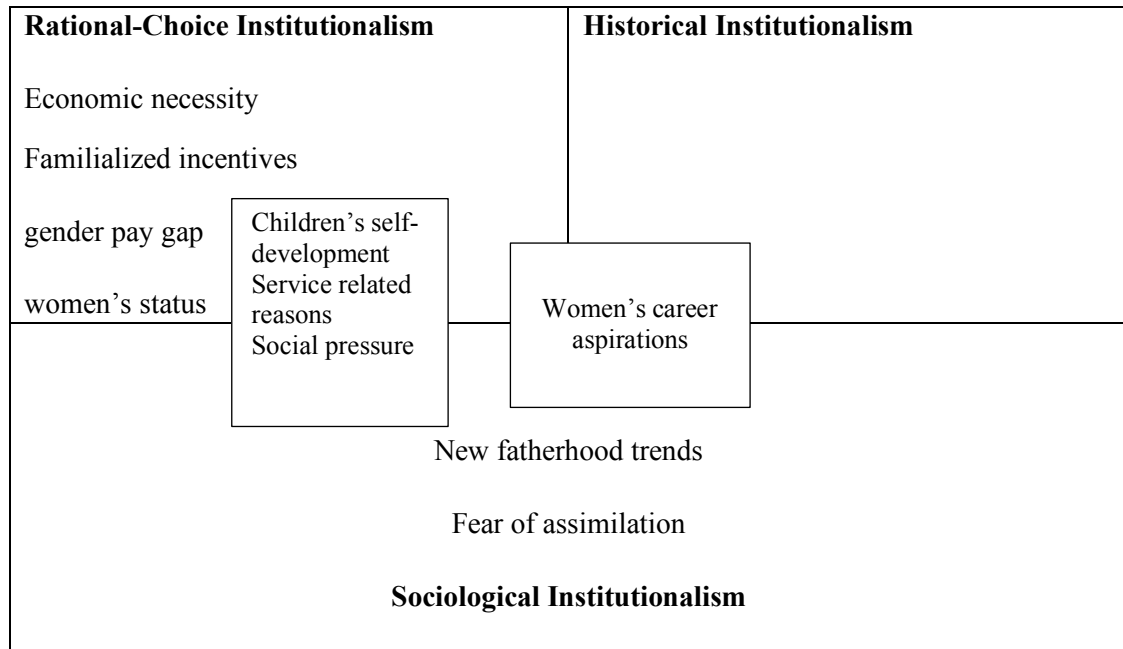 Rational-Choice Institutionalism
Historical Institutionalism
Economic necessity
Familialized incentives
gender pay gap
women's status
Children's self-
development
Service related
reasons
Social pressure
Women's career
aspirations
New fatherhood trends
Fear of assimilation
Sociological Institutionalism